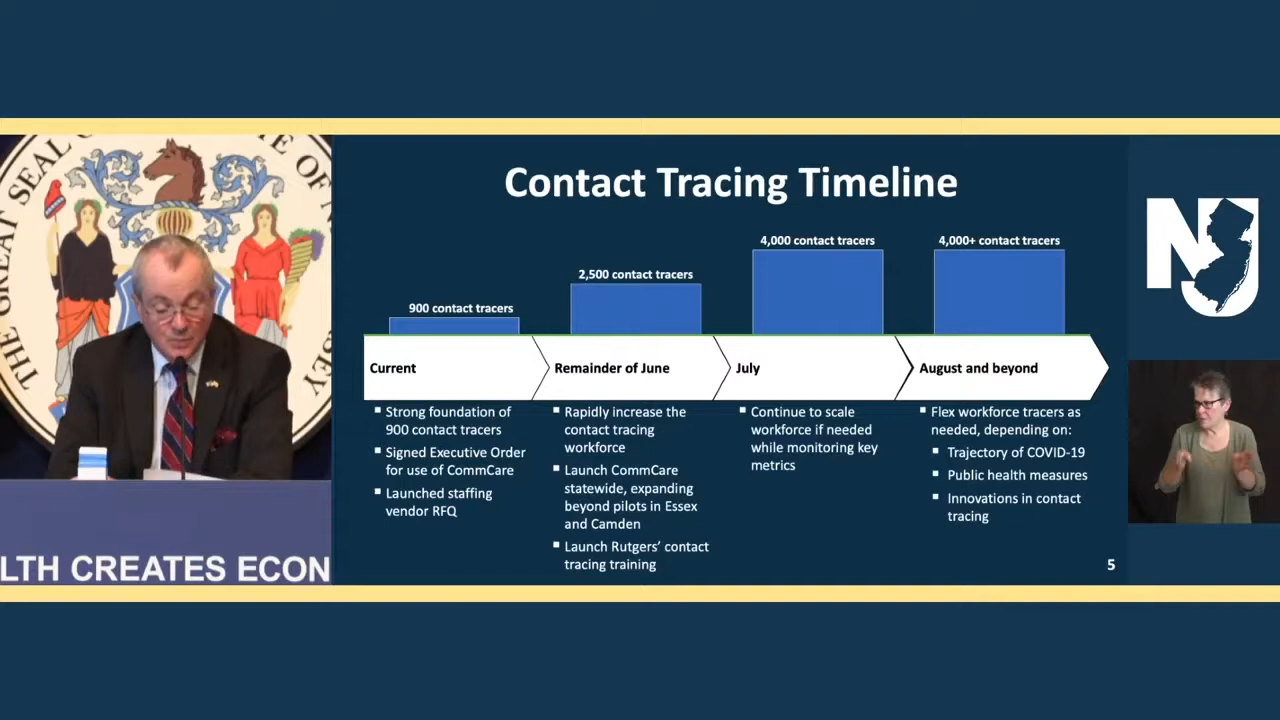 THE GREAT SEAL
OF
Contact Tracing Timeline
900 contact tracers
2,500 contact tracers
4,000 contact tracers
4,000+ contact tracers
Current
Remainder of June
July
August and beyond
▪ Strong foundation of
900 contact tracers
▪ Signed Executive Order
for use of CommCare
▪ Launched staffing
vendor RFQ
▪ Rapidly increase the
contact tracing
workforce
▪ Launch CommCare
statewide, expanding
beyond pilots in Essex
and Camden
▪ Launch Rutgers’ contact
tracing training
▪ Continue to scale
workforce if needed
while monitoring key
metrics
▪ Flex workforce tracers as
needed, depending on:
▪ Trajectory of COVID-19
▪ Public health measures
▪ Innovations in contact
tracing
5
NJ
LTH CREATES ECON